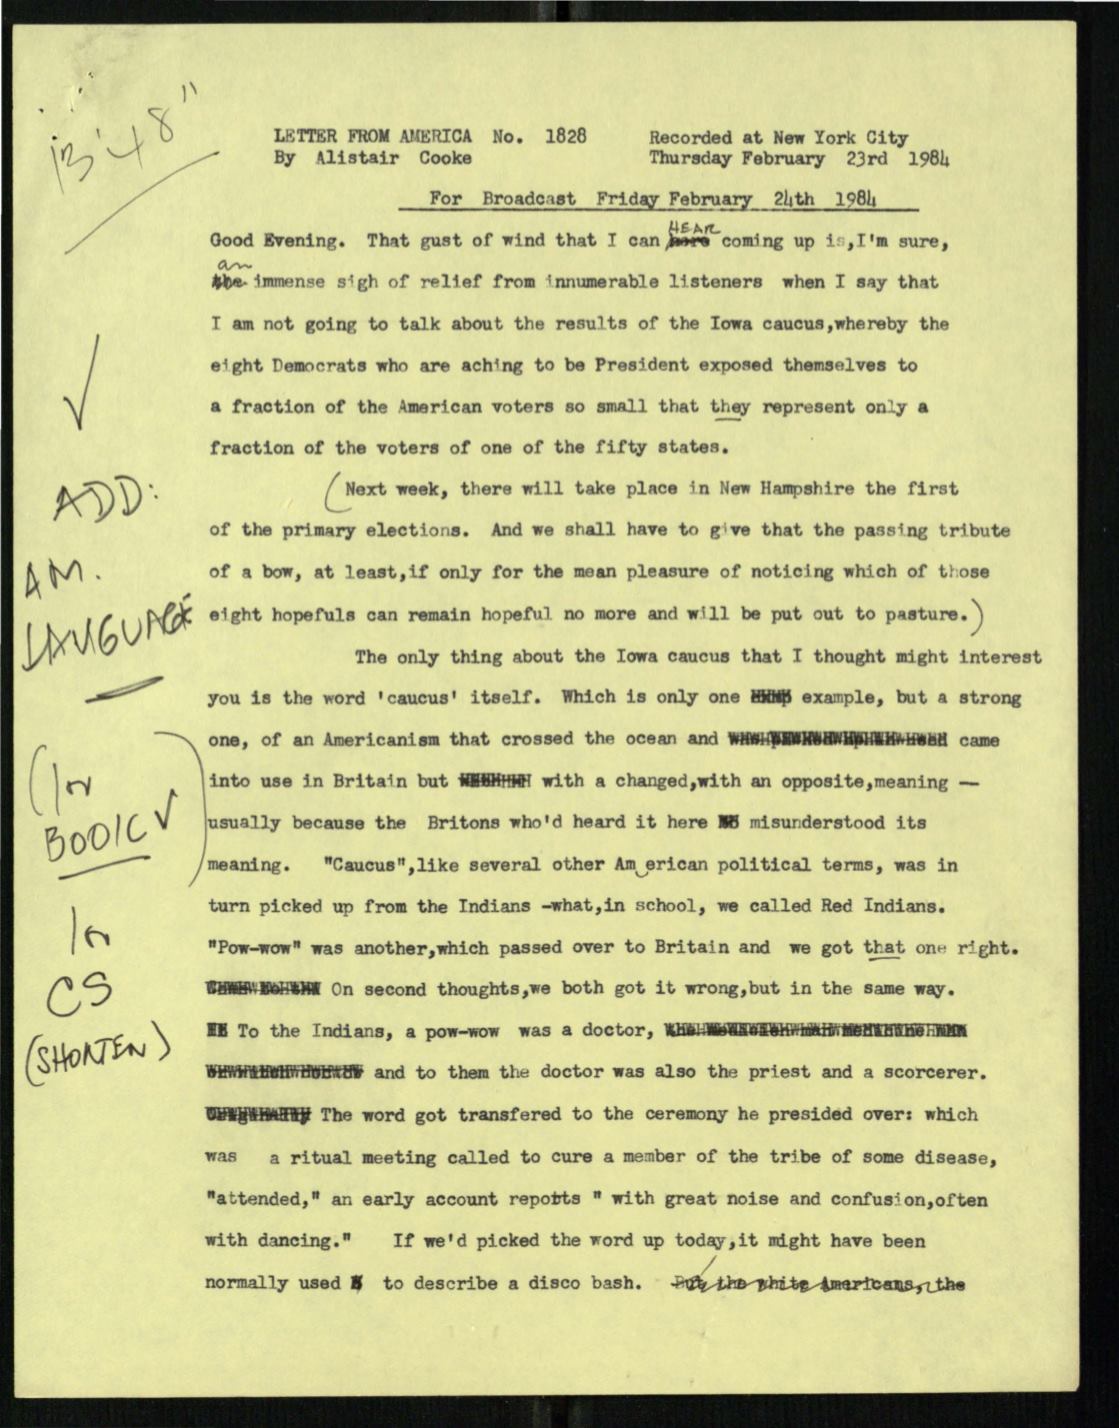 13'48"
LETTER FROM AMERICA No. 1828 Recorded at New York City
By Alistair Cooke Thursday February 23rd 1984
For Broadcast Friday February 24th 1984
HEAR
Good Evening. That gust of wind that I can here coming up is,I'm sure,
an
the immense sigh of relief from innumerable listeners when I say that
I am not going to talk about the results of the Iowa caucus,whereby the
eight Democrats who are aching to be President exposed themselves to
a fraction of the American voters so small that they represent only a
fraction of the voters of one of the fifty states.
(Next week, there will take place in New Hampshire the first
of the primary elections. And we shall have to give that the passing tribute
of a bow, at least,if only for the mean pleasure of noticing which of those
eight hopefuls can remain hopeful no more and will be put out to pasture.)
The only thing about the Iowa caucus that I thought might interest
you is the word 'caucus' itself. Which is only one example, but a strong
one, of an Americanism that crossed the ocean and came
into use in Britain but with a changed,with an opposite,meaning —
usually because the Britons who'd heard it here misunderstood its
meaning. "Caucus",like several other American political terms, was in
turn picked up from the Indians -what,in school, we called Red Indians.
"Pow-wow" was another,which passed over to Britain and we got that one right.
On second thoughts,we both got it wrong,but in the same way.
To the Indians, a pow-wow was a doctor,
and to them the doctor was also the priest and a scorcerer.
The word got transfered to the ceremony he presided over: which
was a ritual meeting called to cure a member of the tribe of some disease,
"attended," an early account reports " with great noise and confusion,often
with dancing." If we'd picked the word up today,it might have been
normally used to describe a disco bash. But the white Americans, the
ADD:
AM.
LANGUAGE
(In
BOOK ✓
In
CS
(SHORTEN)